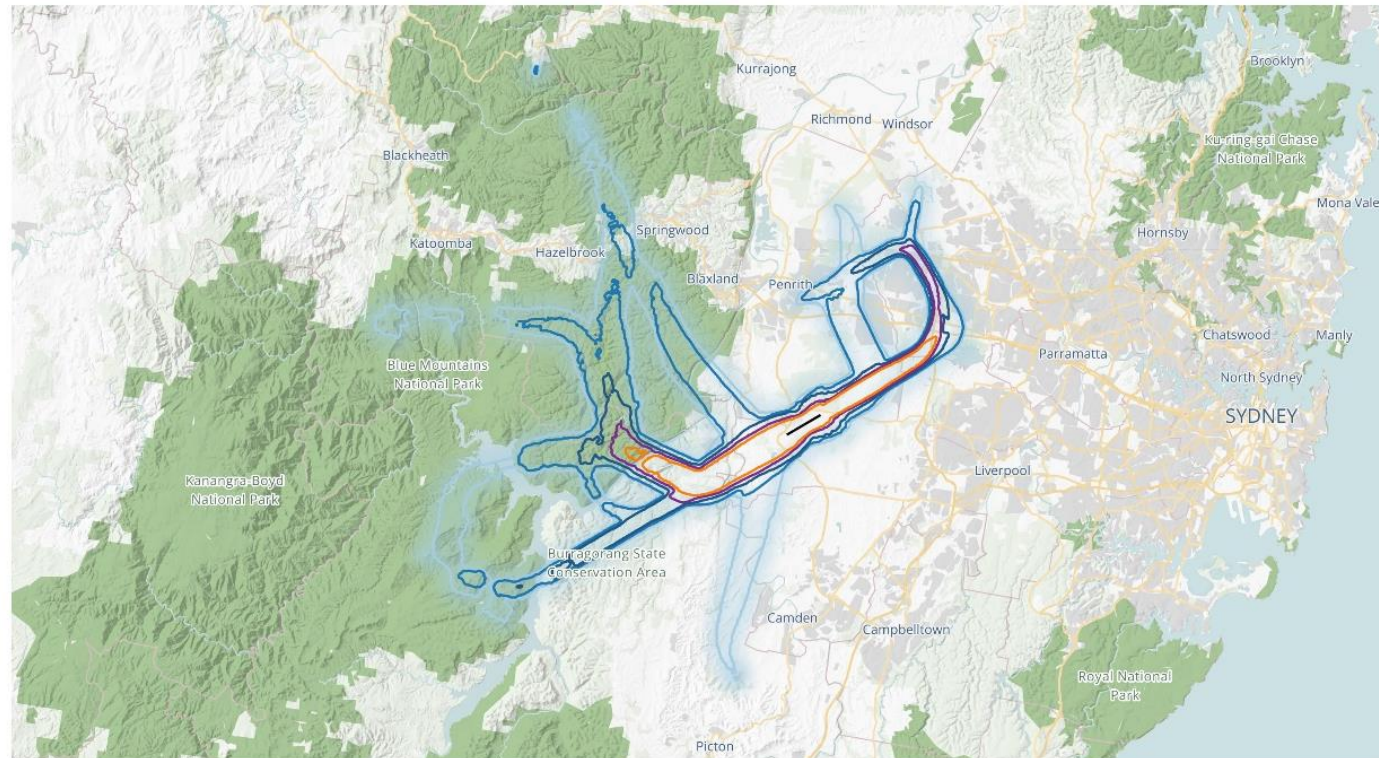 Brooklyn
Kurrajong
Richmond
Windsor
Ku-ring-gai Chase
National Park
Blackheath
Mona Vale
Springwood
Hornsby
Katoomba
Hazelbrook
Blaxland
Penrith
Chatswood
Manly
Parramatta
Blue Mountains
National Park
North Sydney
SYDNEY
Liverpool
Kanangra-Boyd
National Park
Burragorang State
Conservation Area
Camden
Campbelltown
Royal National
Park
Picton